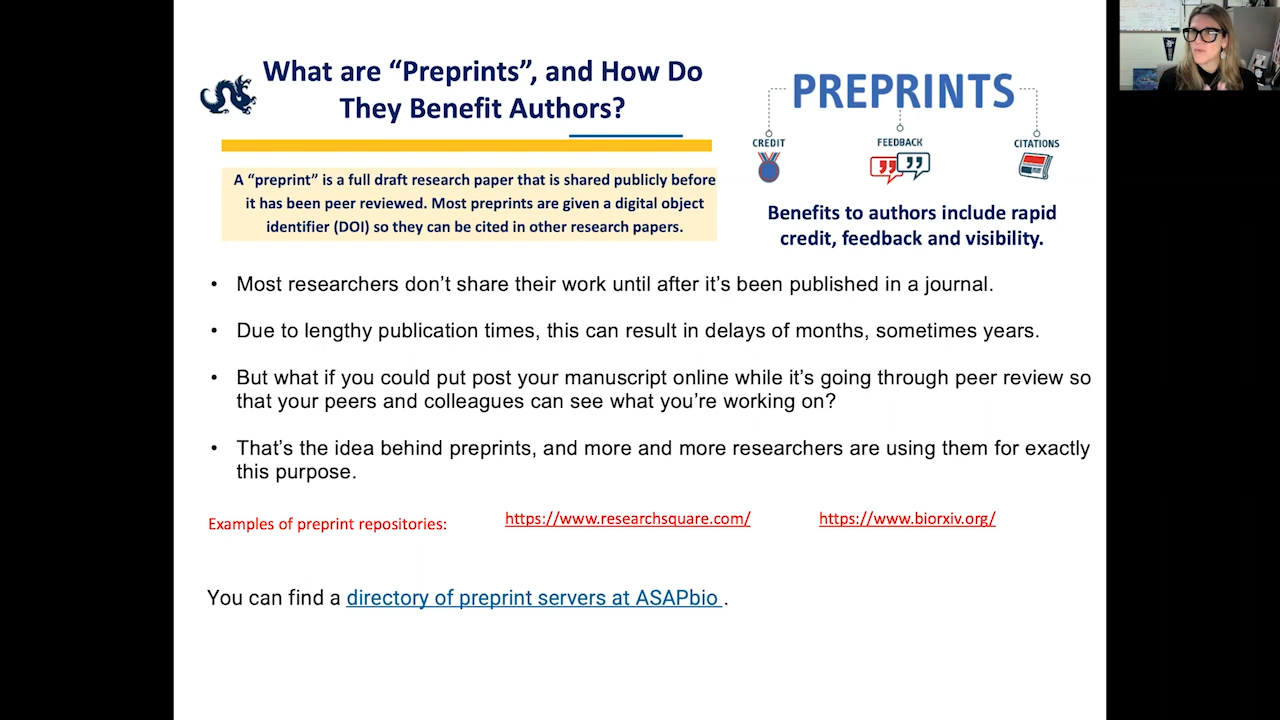 What are “Preprints”, and How Do
They Benefit Authors?
PREPRINTS
CREDIT
FEEDBACK
CITATIONS
A “preprint” is a full draft research paper that is shared publicly before
it has been peer reviewed. Most preprints are given a digital object
identifier (DOI) so they can be cited in other research papers.
Benefits to authors include rapid
credit, feedback and visibility.
• Most researchers don’t share their work until after it’s been published in a journal.
• Due to lengthy publication times, this can result in delays of months, sometimes years.
• But what if you could put post your manuscript online while it’s going through peer review so
that your peers and colleagues can see what you’re working on?
• That’s the idea behind preprints, and more and more researchers are using them for exactly
this purpose.
Examples of preprint repositories:
https://www.researchsquare.com/
https://www.biorxiv.org/
You can find a directory of preprint servers at ASAPbio .